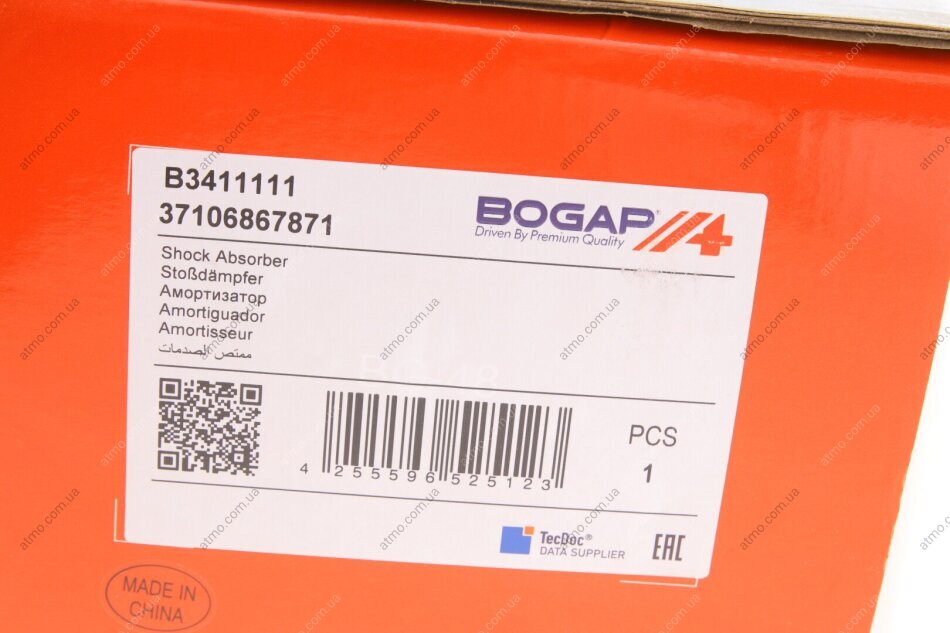 B3411111
37106867871
BOGAP
Driven By Premium Quality
Shock Absorber
Stoßdämpfer
Амортизатор
Amortiguador
Amortisseur
ممتص الصدمات
4 255596 525123
PCS
1
TecDoc®
DATA SUPPLIER
EAC
MADE IN
CHINA
atmo.com.ua